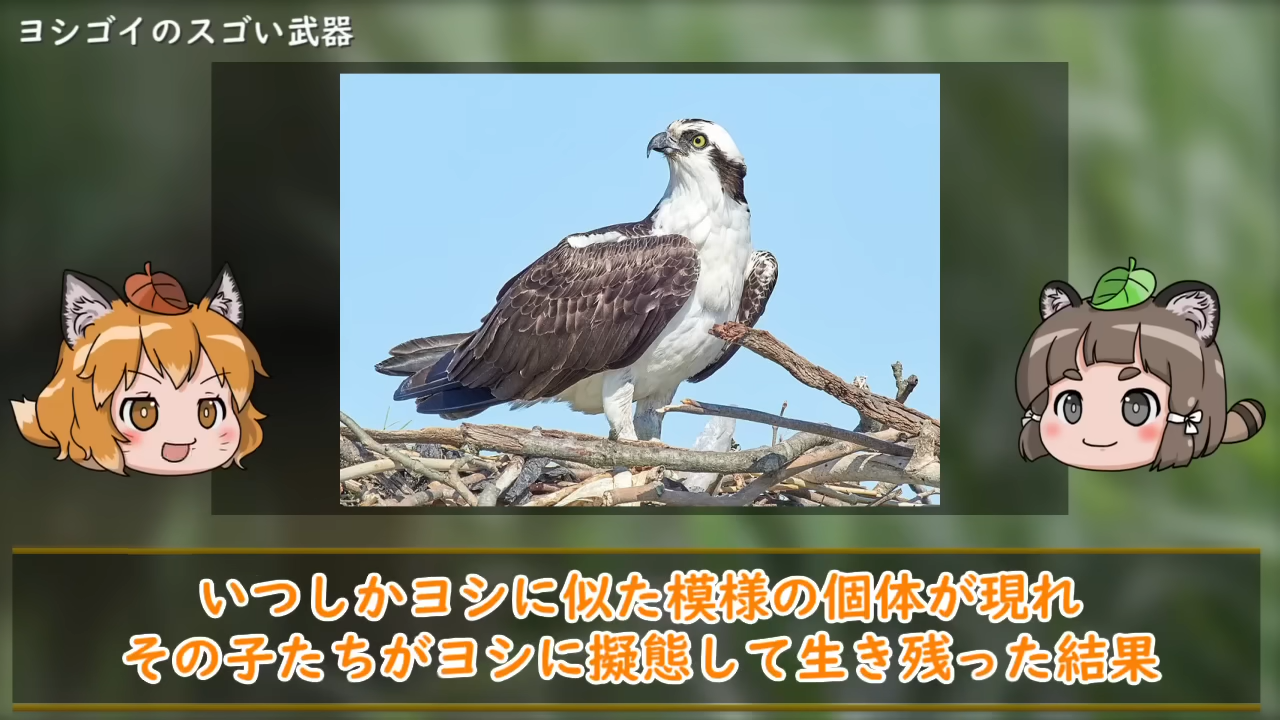 ヨシゴイのスゴい武器
いつしかヨシに似た模様の個体が現れ
その子たちがヨシに擬態して生き残った結果